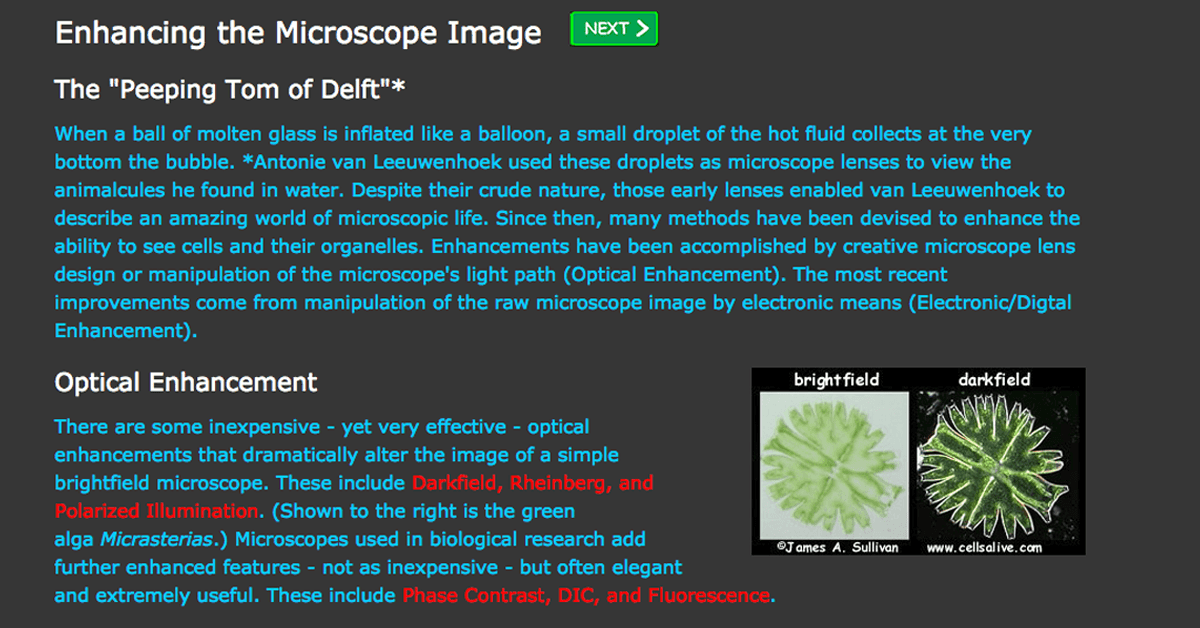 Enhancing the Microscope Image
NEXT >
The "Peeping Tom of Delft"*
When a ball of molten glass is inflated like a balloon, a small droplet of the hot fluid collects at the very
bottom the bubble. *Antonie van Leeuwenhoek used these droplets as microscope lenses to view the
animalcules he found in water. Despite their crude nature, those early lenses enabled van Leeuwenhoek to
describe an amazing world of microscopic life. Since then, many methods have been devised to enhance the
ability to see cells and their organelles. Enhancements have been accomplished by creative microscope lens
design or manipulation of the microscope's light path (Optical Enhancement). The most recent
improvements come from manipulation of the raw microscope image by electronic means (Electronic/Digtal
Enhancement).
Optical Enhancement
There are some inexpensive - yet very effective - optical
enhancements that dramatically alter the image of a simple
brightfield microscope. These include Darkfield, Rheinberg, and
Polarized Illumination. (Shown to the right is the green
alga Micrasterias.) Microscopes used in biological research add
further enhanced features - not as inexpensive - but often elegant
and extremely useful. These include Phase Contrast, DIC, and Fluorescence.
brightfield
darkfield
©James A. Sullivan
www.cellsalive.com